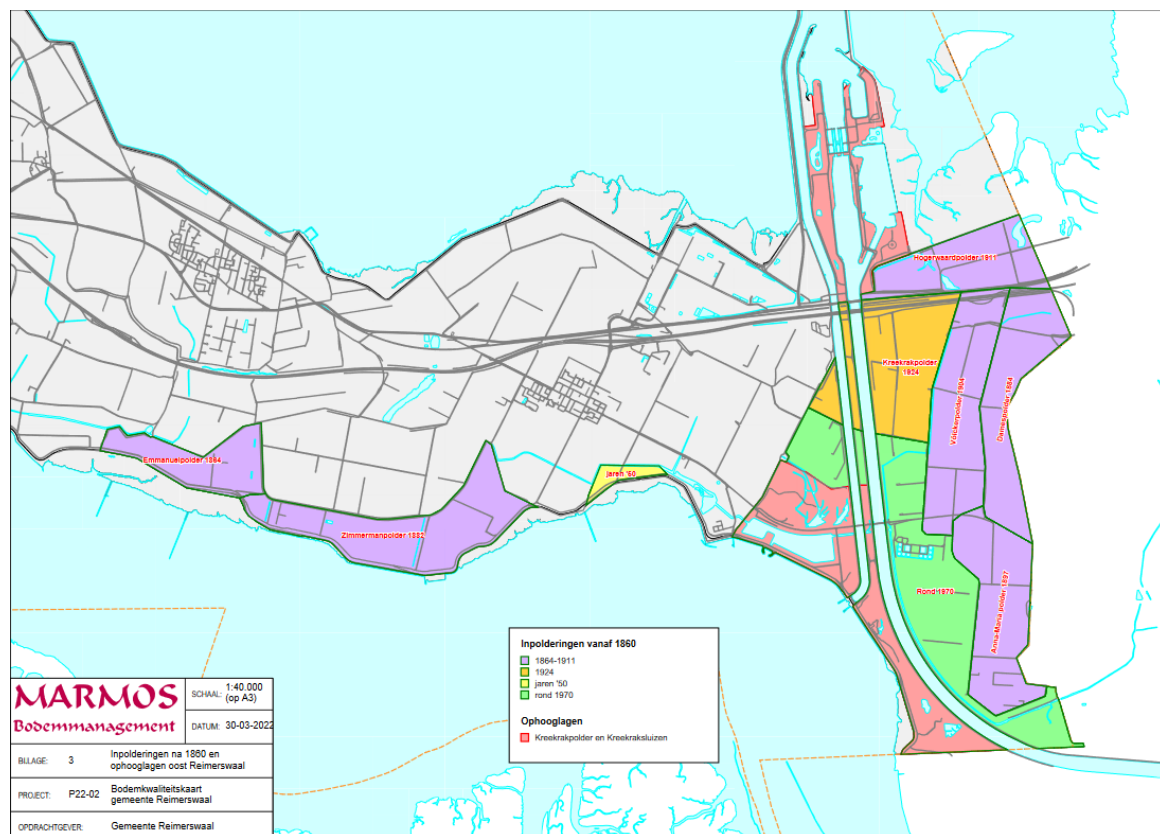 Hogerwaardpolder 1911
Kreekrakpolder
1924
Völckerpolder 1904
Damespolder 1884
Emmanuelpolder 1864
jaren '50
Zimmermanpolder 1882
Rond 1970
Anna-Maria polder 1897
Inpolderingen vanaf 1860
1864-1911
1924
jaren '50
rond 1970
Ophooglagen
Kreekrakpolder en Kreekraksluizen
MARMOS
Bodemmanagement
SCHAAL: 1:40.000
(op A3)
DATUM: 30-03-2022
BIJLAGE: 3 Inpolderingen na 1860 en
ophooglagen oost Reimerswaal
PROJECT: P22-02 Bodemkwaliteitskaart
gemeente Reimerswaal
OPDRACHTGEVER: Gemeente Reimerswaal